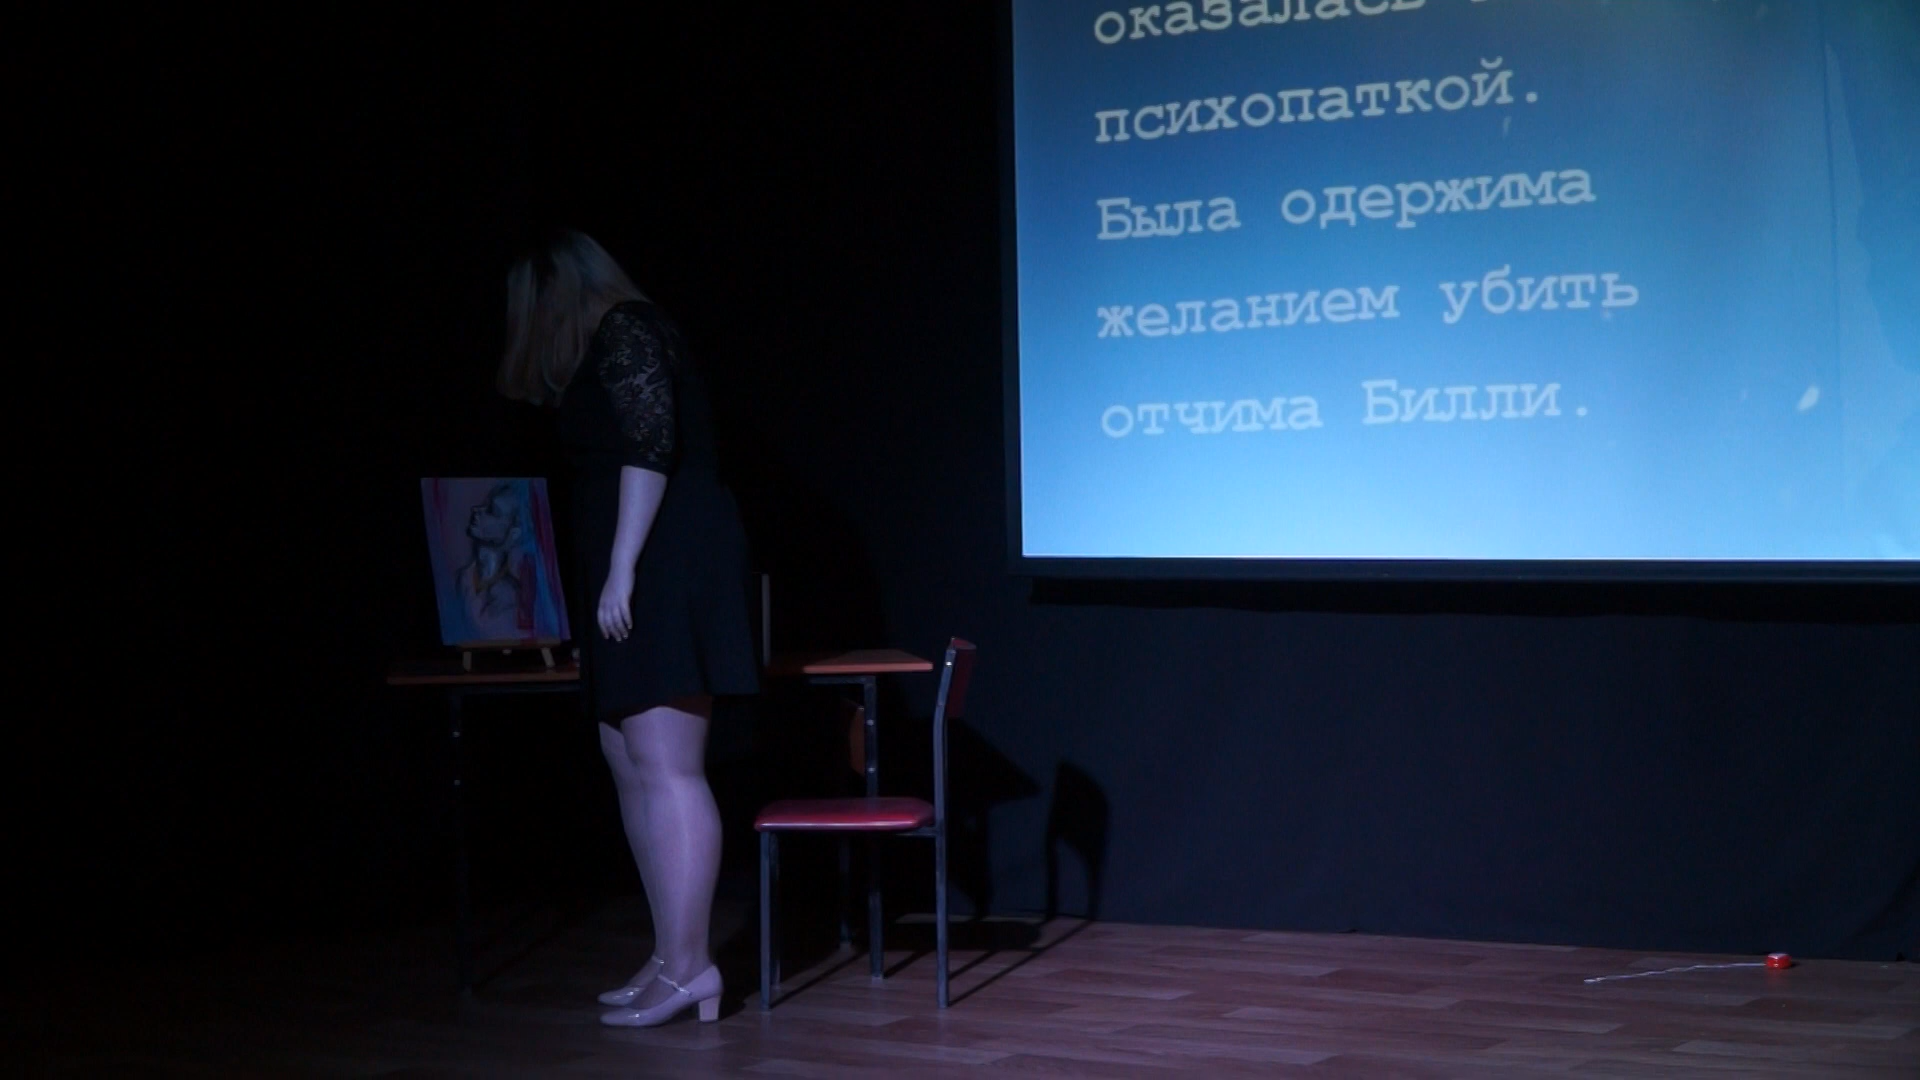 оказалась
психопаткой.
Была одержима
желанием убить
отчима Билли.